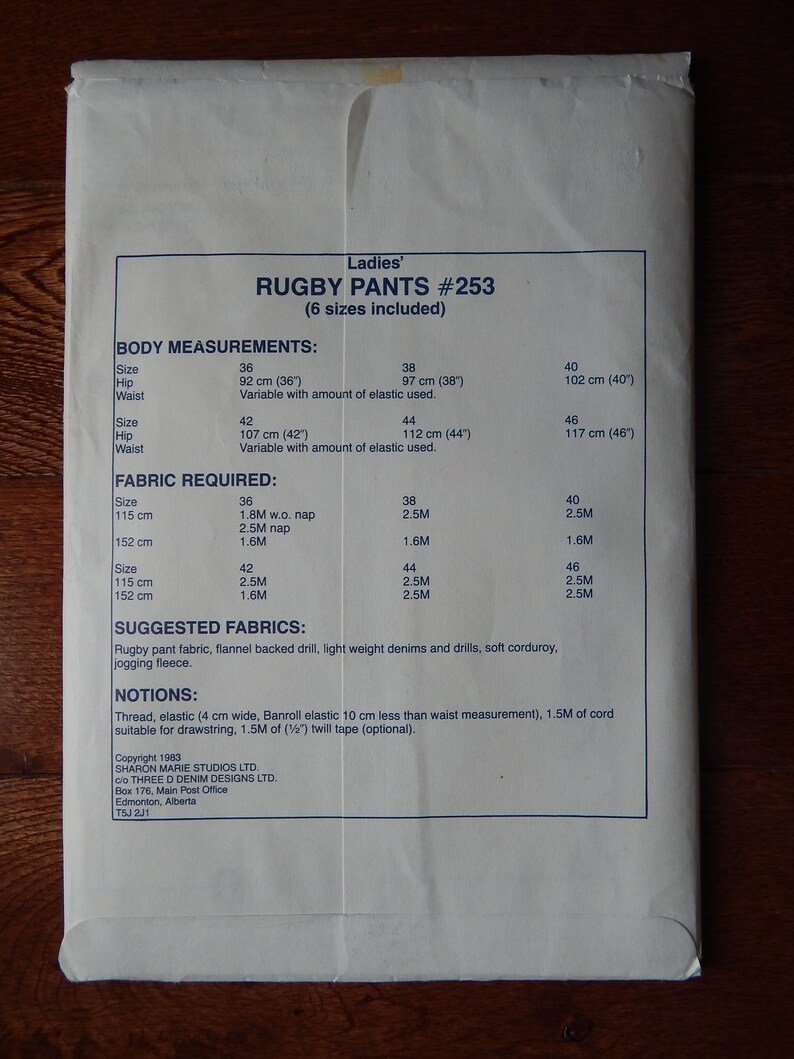 Ladies'
RUGBY PANTS #253
(6 sizes included)
BODY MEASUREMENTS:
Size 36 38 40
Hip 92 cm (36") 97 cm (38") 102 cm (40")
Waist Variable with amount of elastic used.
Size 42 44 46
Hip 107 cm (42") 112 cm (44") 117 cm (46")
Waist Variable with amount of elastic used.
FABRIC REQUIRED:
Size 36 38 40
115 cm 1.8M w.o. nap 2.5M 2.5M
2.5M nap
152 cm 1.6M 1.6M 1.6M
Size 42 44 46
115 cm 2.5M 2.5M 2.5M
152 cm 1.6M 2.5M 2.5M
SUGGESTED FABRICS:
Rugby pant fabric, flannel backed drill, light weight denims and drills, soft corduroy,
jogging fleece.
NOTIONS:
Thread, elastic (4 cm wide, Banroll elastic 10 cm less than waist measurement), 1.5M of cord
suitable for drawstring, 1.5M of (½") twill tape (optional).
Copyright 1983
SHARON MARIE STUDIOS LTD.
c/o THREE D DENIM DESIGNS LTD.
Box 176, Main Post Office
Edmonton, Alberta
T5J 2J1